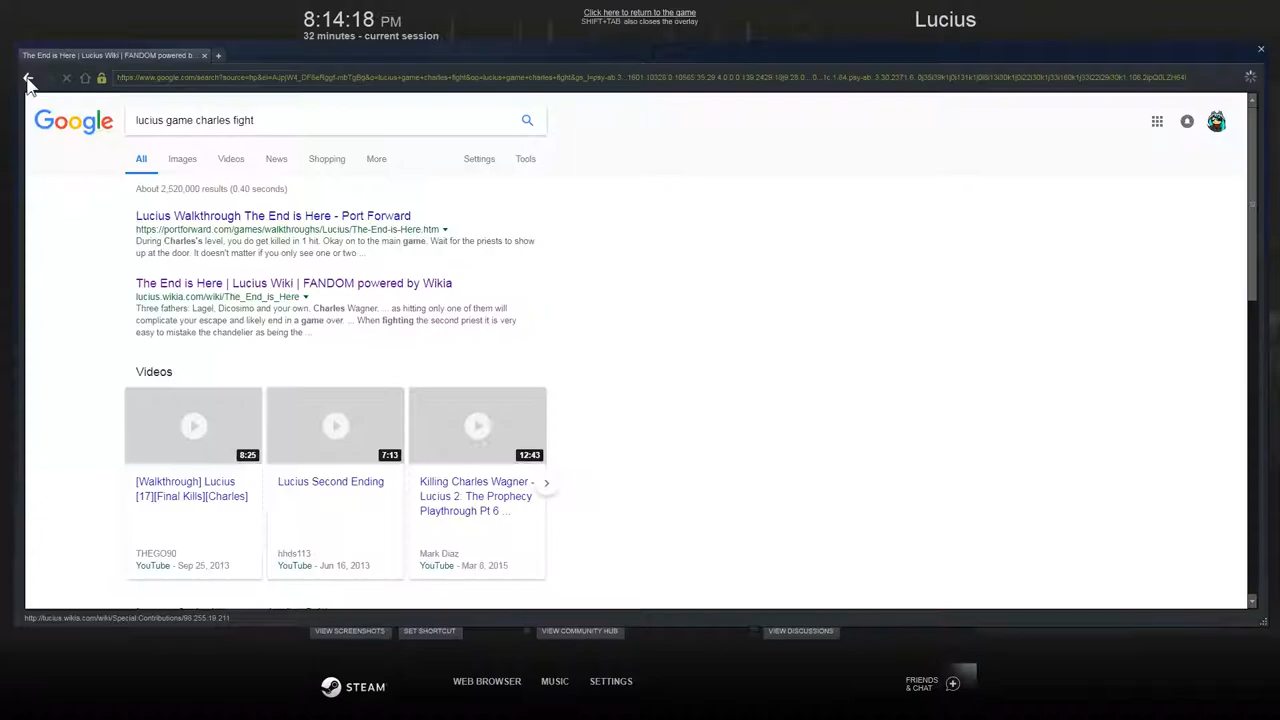 8:14:18 PM
32 minutes - current session
Click here to return to the game
SHIFT+TAB also closes the overlay
Lucius
The End is Here | Lucius Wiki | FANDOM powered b...
Google
lucius game charles fight
All Images Videos News Shopping More Settings Tools
About 2,520,000 results (0.40 seconds)
Lucius Walkthrough The End is Here - Port Forward
https://portforward.com/games/walkthroughs/Lucius/The-End-is-Here.htm
During Charles's level, you do get killed in 1 hit. Okay on to the main game. Wait for the priests to show
up at the door. It doesn't matter if you only see one or two ...
The End is Here | Lucius Wiki | FANDOM powered by Wikia
lucius.wikia.com/wiki/The_End_is_Here
Three fathers: Lagel, Dicosimo and your own, Charles Wagner, ... as hitting only one of them will
complicate your escape and likely end in a game over. ... When fighting the second priest it is very
easy to mistake the chandelier as being the ...
Videos
8:25
7:13
12:43
[Walkthrough] Lucius
[17][Final Kills][Charles]
THEGO90
YouTube - Sep 25, 2013
Lucius Second Ending
hhds113
YouTube - Jun 16, 2013
Killing Charles Wagner -
Lucius 2: The Prophecy
Playthrough Pt 6 ...
Mark Diaz
YouTube - Mar 8, 2015
http://lucius.wikia.com/wiki/Special:Contributions/98.255.19.211
VIEW SCREENSHOTS SET SHORTCUT VIEW COMMUNITY HUB VIEW DISCUSSIONS
STEAM
WEB BROWSER MUSIC SETTINGS
FRIENDS
& CHAT